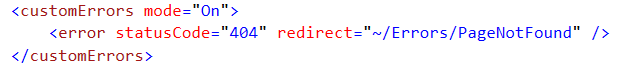 <customErrors mode="On">
    <error statusCode="404" redirect="~/Errors/PageNotFound" />
</customErrors>